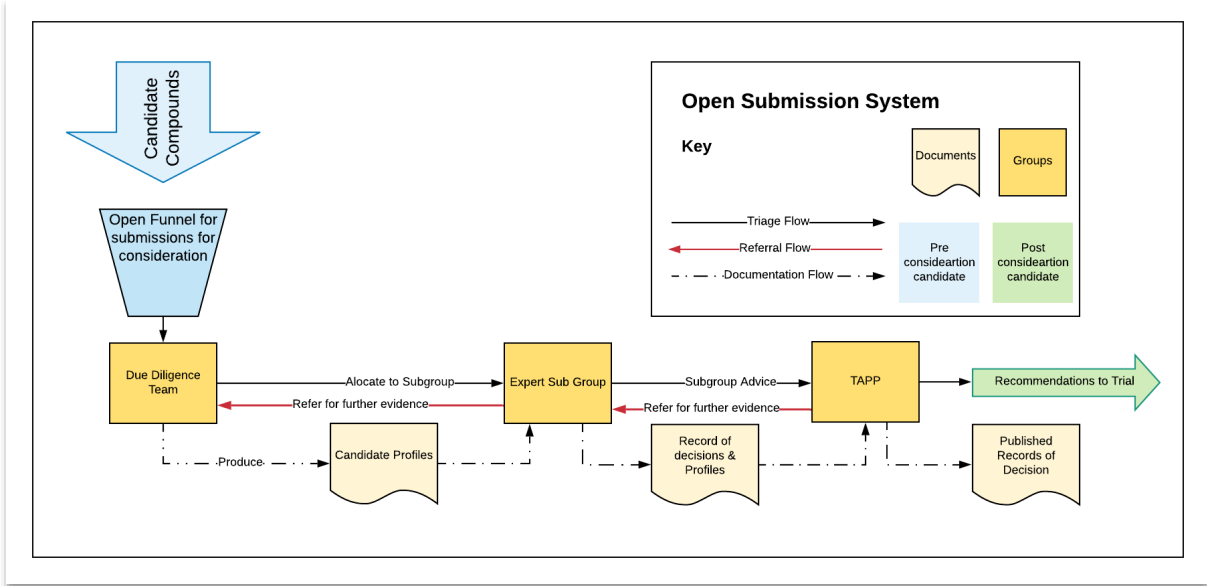 Candidate
Compounds
Open Submission System
Key
Documents
Groups
Triage Flow
Referral Flow
Documentation Flow
Pre
consideartion
candidate
Post
consideartion
candidate
Open Funnel for
submissions for
consideration
Due Diligence
Team
Alocate to Subgroup
Refer for further evidence
Expert Sub Group
Subgroup Advice
Refer for further evidence
TAPP
Recommendations to Trial
Produce
Candidate Profiles
Record of
decisions &
Profiles
Published
Records of
Decision